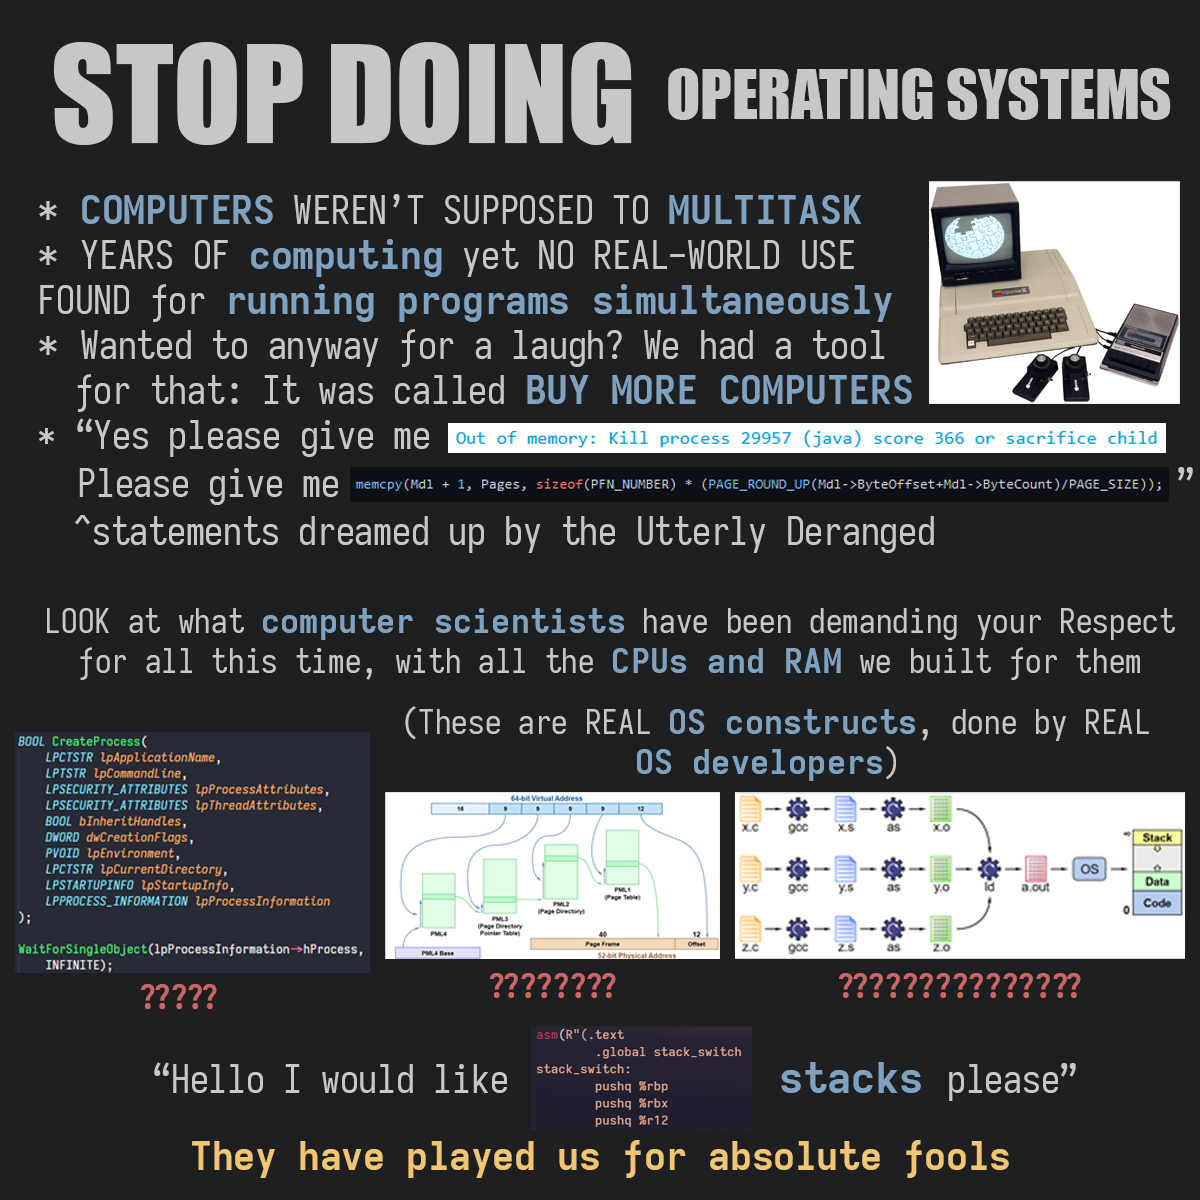 STOP DOING OPERATING SYSTEMS
* COMPUTERS WEREN'T SUPPOSED TO MULTITASK
* YEARS OF computing yet NO REAL-WORLD USE
FOUND for running programs simultaneously
* Wanted to anyway for a laugh? We had a tool
for that: It was called BUY MORE COMPUTERS
* “Yes please give me Out of memory: Kill process 29957 (java) score 366 or sacrifice child
Please give me memcpy(Mdl + 1, Pages, sizeof(PFN_NUMBER) * (PAGE_ROUND_UP(Mdl->ByteOffset+Mdl->ByteCount)/PAGE_SIZE)); ”
^statements dreamed up by the Utterly Deranged
LOOK at what computer scientists have been demanding your Respect
for all this time, with all the CPUs and RAM we built for them
(These are REAL OS constructs, done by REAL
OS developers)
BOOL CreateProcess(
LPCTSTR lpApplicationName,
LPTSTR lpCommandLine,
LPSECURITY_ATTRIBUTES lpProcessAttributes,
LPSECURITY_ATTRIBUTES lpThreadAttributes,
BOOL bInheritHandles,
DWORD dwCreationFlags,
PVOID lpEnvironment,
LPCTSTR lpCurrentDirectory,
LPSTARTUPINFO lpStartupInfo,
LPPROCESS_INFORMATION lpProcessInformation
);
WaitForSingleObject(lpProcessInformation->hProcess,
INFINITE);
?????
64-bit Virtual Address
16 9 9 9 9 12
PML4
PML3
(Page Directory
Pointer Table)
PML2
(Page Directory)
PML1
(Page Table)
40 12
Page Frame Offset
PML4 Base
52-bit Physical Address
????????
x.c gcc x.s as x.o
y.c gcc y.s as y.o ld a.out OS
z.c gcc z.s as z.o
∞ Stack
Data
0 Code
???????????????
“Hello I would like
asm(R"(.text
.global stack_switch
stack_switch:
pushq %rbp
pushq %rbx
pushq %r12
stacks please”
They have played us for absolute fools